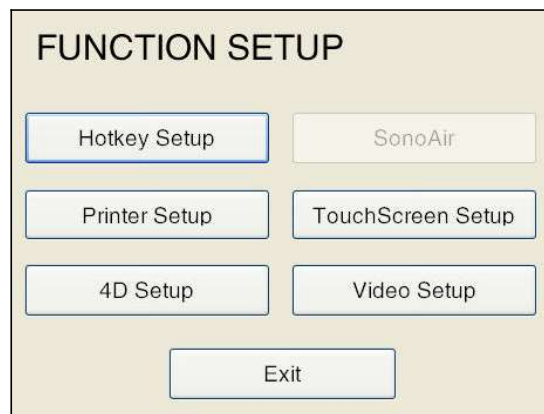 FUNCTION SETUP
Hotkey Setup
SonoAir
Printer Setup
TouchScreen Setup
4D Setup
Video Setup
Exit